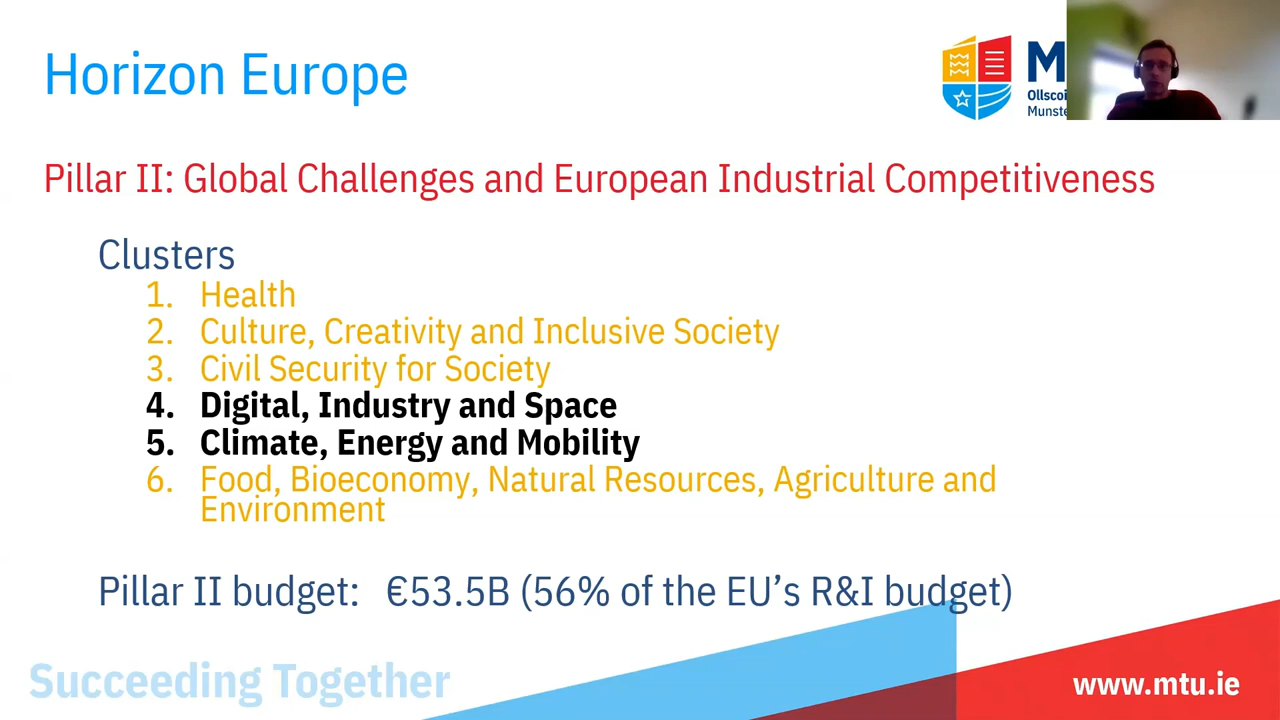 Horizon Europe
M
Ollscoi
Munste
Pillar II: Global Challenges and European Industrial Competitiveness
Clusters
1. Health
2. Culture, Creativity and Inclusive Society
3. Civil Security for Society
4. Digital, Industry and Space
5. Climate, Energy and Mobility
6. Food, Bioeconomy, Natural Resources, Agriculture and
Environment
Pillar II budget: €53.5B (56% of the EU’s R&I budget)
Succeeding Together
www.mtu.ie